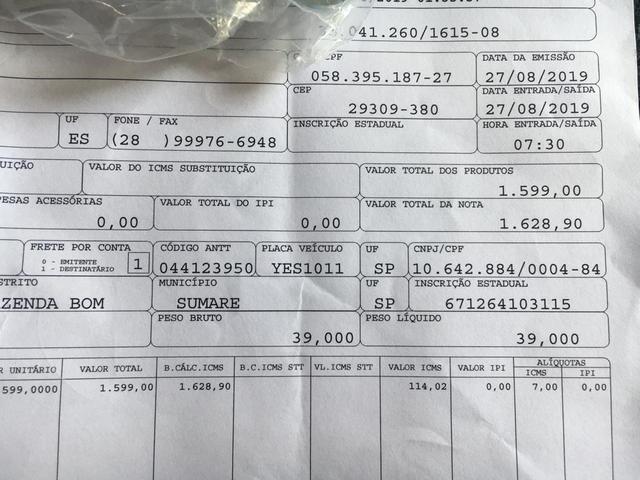 041.260/1615-08
CPF
058.395.187-27
DATA DA EMISSÃO
27/08/2019
CEP
29309-380
DATA ENTRADA/SAÍDA
27/08/2019
UF
ES
FONE / FAX
(28 )99976-6948
INSCRIÇÃO ESTADUAL
HORA ENTRADA/SAÍDA
07:30
UIÇÃO
VALOR DO ICMS SUBSTITUIÇÃO
VALOR TOTAL DOS PRODUTOS
1.599,00
PESAS ACESSÓRIAS
0,00
VALOR TOTAL DO IPI
0,00
VALOR TOTAL DA NOTA
1.628,90
FRETE POR CONTA
0 - EMITENTE
1 - DESTINATÁRIO
1
CÓDIGO ANTT
044123950
PLACA VEÍCULO
YES1011
UF
SP
CNPJ/CPF
10.642.884/0004-84
STRITO
ZENDA BOM
MUNICÍPIO
SUMARE
UF
SP
INSCRIÇÃO ESTADUAL
671264103115
PESO BRUTO
39,000
PESO LÍQUIDO
39,000
R UNITÁRIO VALOR TOTAL B.CÁLC.ICMS B.C.ICMS STT VL.ICMS STT VALOR ICMS VALOR IPI ALÍQUOTAS
ICMS IPI
599,0000 1.599,00 1.628,90 114,02 0,00 7,00 0,00